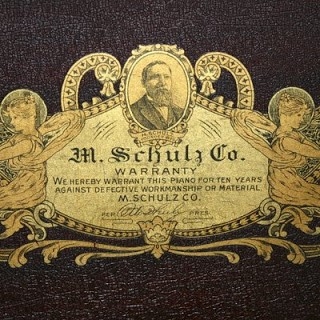 M. Schulz Co.
WARRANTY
WE HEREBY WARRANT THIS PIANO FOR TEN YEARS
AGAINST DEFECTIVE WORKMANSHIP OR MATERIAL
M. SCHULZ CO.
PER PRES.